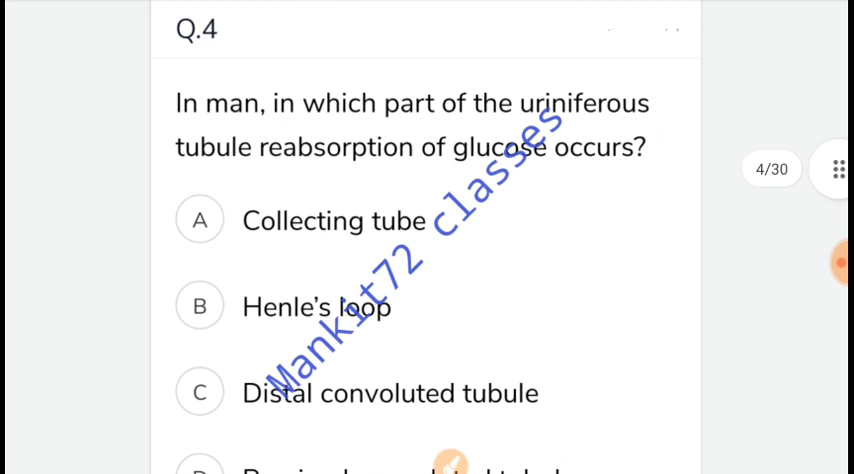 Q.4
In man, in which part of the uriniferous
tubule reabsorption of glucose occurs?
4/30
A Collecting tube
B Henle's loop
C Distal convoluted tubule
Mankit72 classes